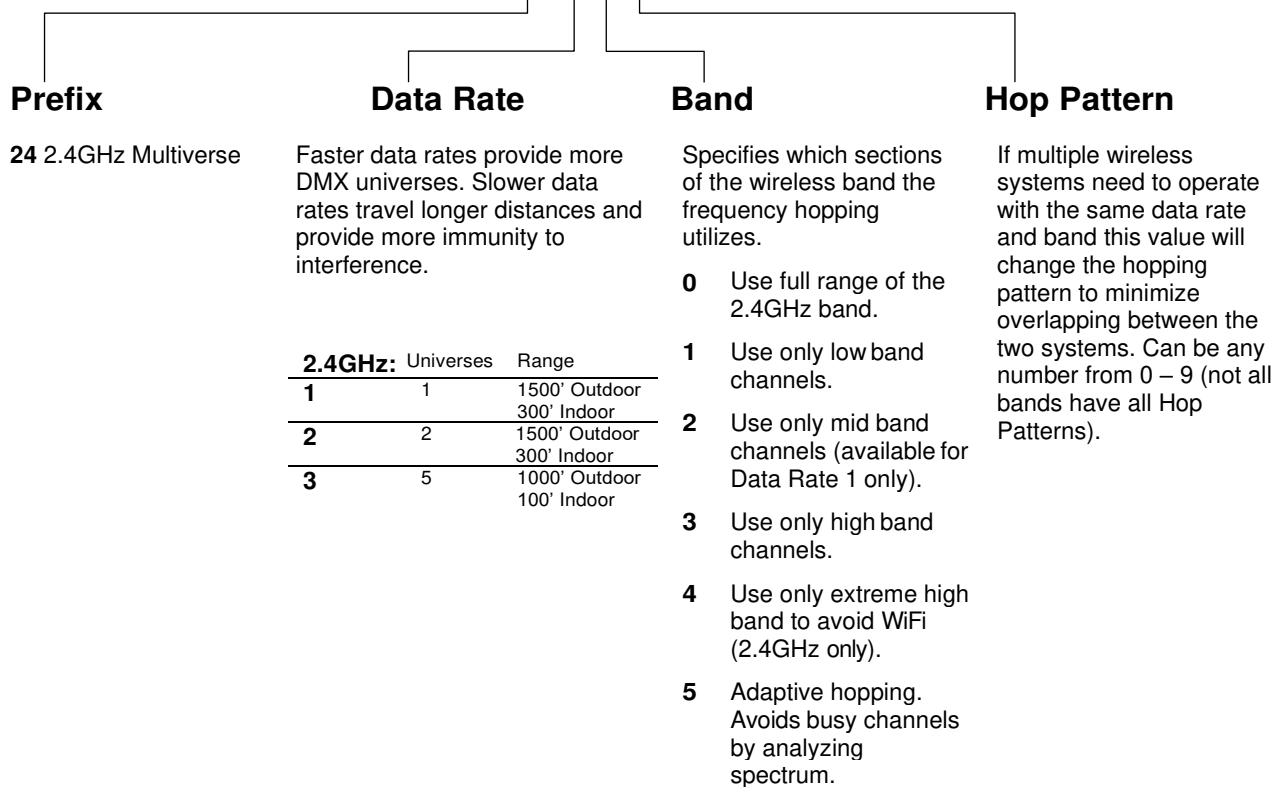 Prefix
24 2.4GHz Multiverse
Data Rate
Faster data rates provide more
DMX universes. Slower data
rates travel longer distances and
provide more immunity to
interference.
2.4GHz: Universes Range
1 1 1500' Outdoor
300' Indoor
2 2 1500' Outdoor
300' Indoor
3 5 1000' Outdoor
100' Indoor
Band
Specifies which sections
of the wireless band the
frequency hopping
utilizes.
0 Use full range of the
2.4GHz band.
1 Use only low band
channels.
2 Use only mid band
channels (available for
Data Rate 1 only).
3 Use only high band
channels.
4 Use only extreme high
band to avoid WiFi
(2.4GHz only).
5 Adaptive hopping.
Avoids busy channels
by analyzing
spectrum.
Hop Pattern
If multiple wireless
systems need to operate
with the same data rate
and band this value will
change the hopping
pattern to minimize
overlapping between the
two systems. Can be any
number from 0 – 9 (not all
bands have all Hop
Patterns).